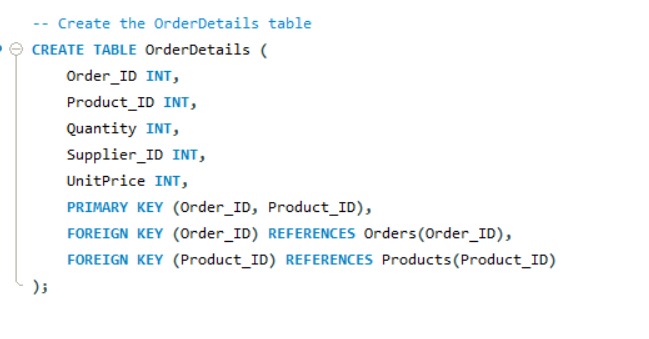 -- Create the OrderDetails table
CREATE TABLE OrderDetails (
Order_ID INT,
Product_ID INT,
Quantity INT,
Supplier_ID INT,
UnitPrice INT,
PRIMARY KEY (Order_ID, Product_ID),
FOREIGN KEY (Order_ID) REFERENCES Orders(Order_ID),
FOREIGN KEY (Product_ID) REFERENCES Products(Product_ID)
);